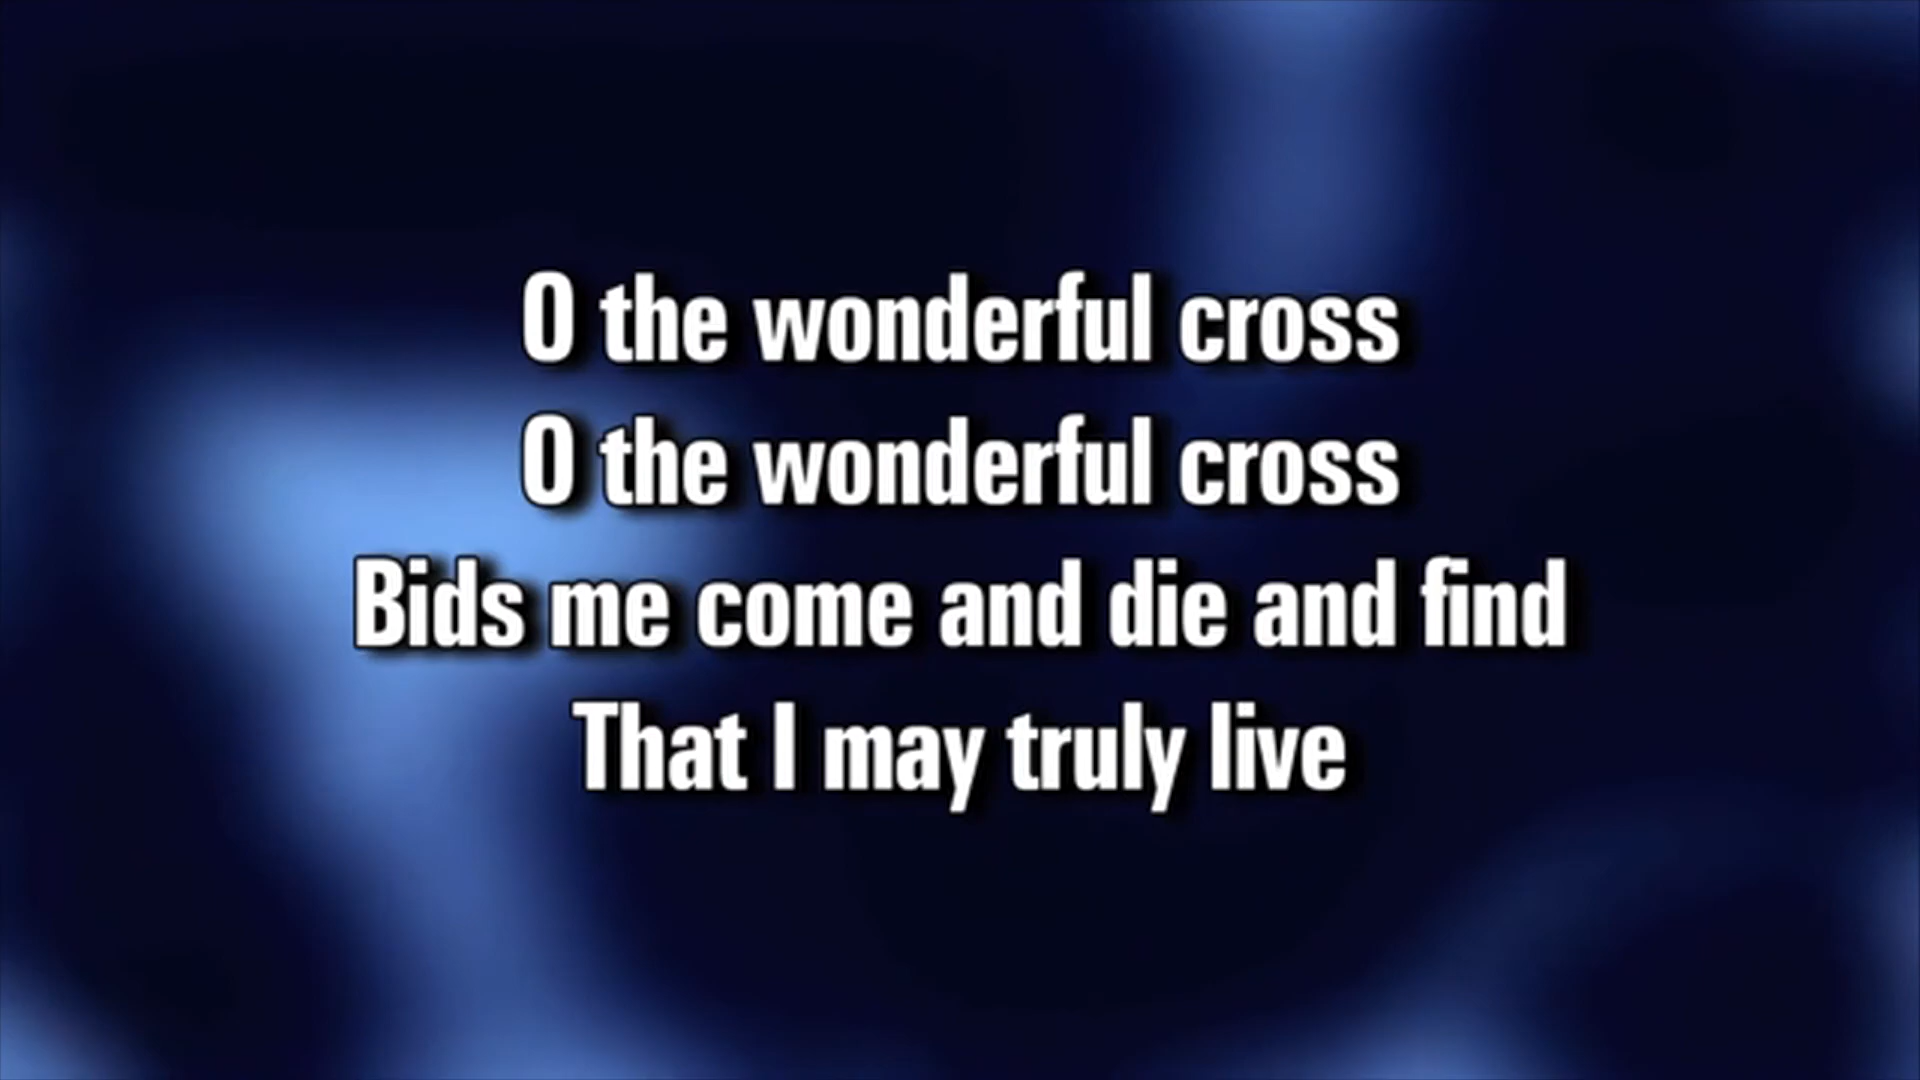 O the wonderful cross
O the wonderful cross
Bids me come and die and find
That I may truly live